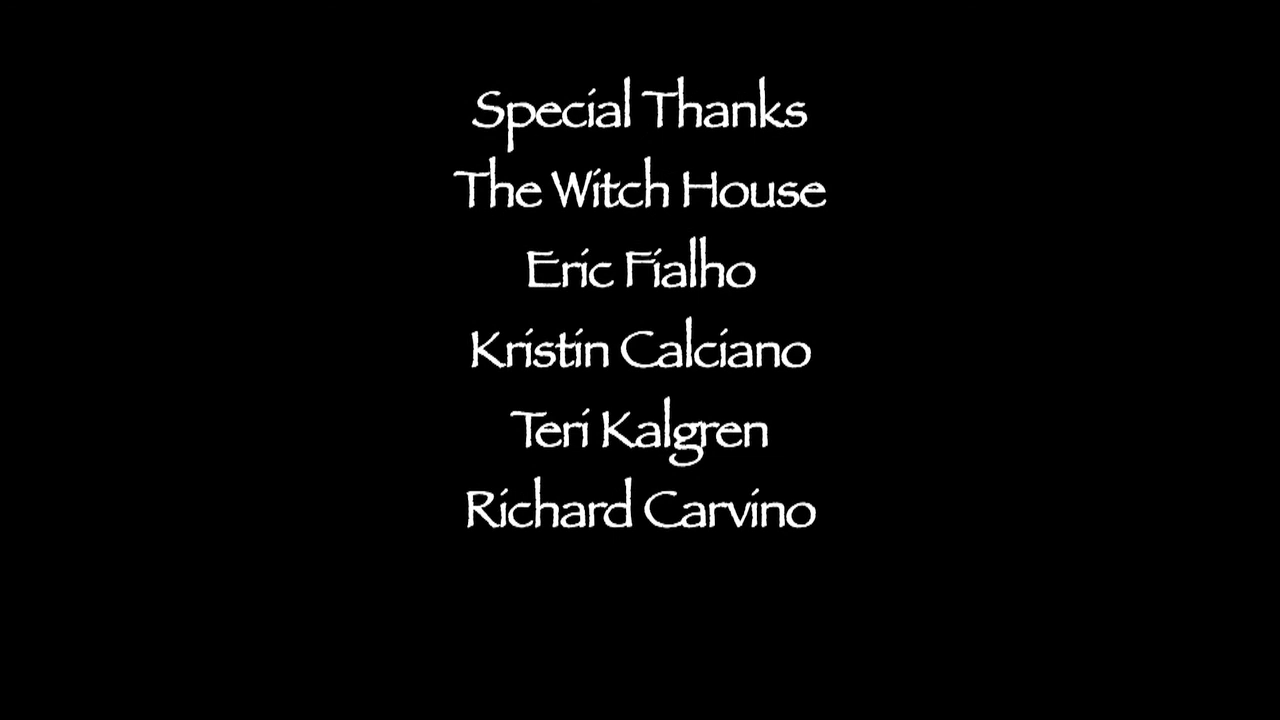 Special Thanks
The Witch House
Eric Fialho
Kristin Calciano
Teri Kalgren
Richard Carvino